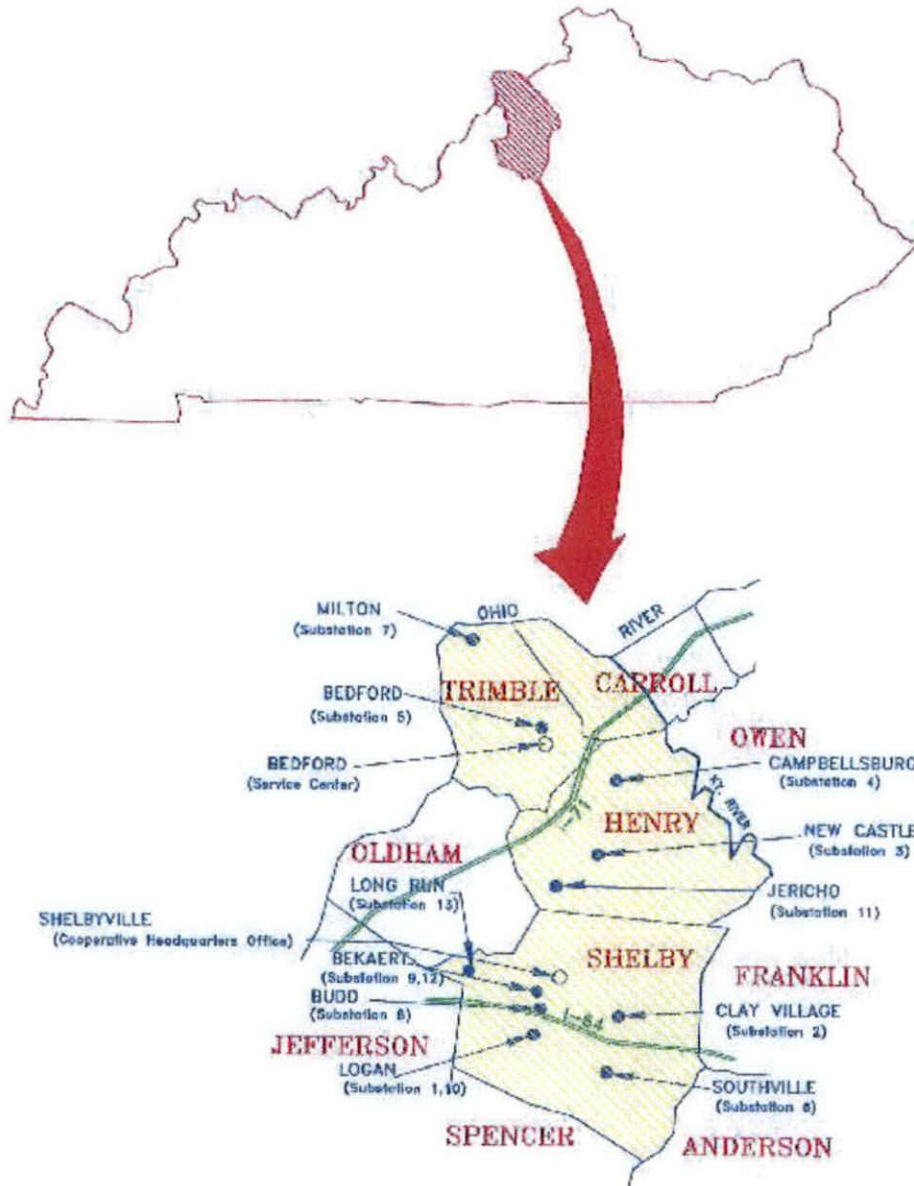 MILTON
(Substation 7)
OHIO
RIVER
BEDFORD
(Substation 5)
TRIMBLE
CARROLL
OWEN
BEDFORD
(Service Center)
CAMPBELLSBURG
(Substation 4)
KY. RIVER
I-71
HENRY
NEW CASTLE
(Substation 3)
OLDHAM
LONG RUN
(Substation 13)
JERICHO
(Substation 11)
SHELBYVILLE
(Cooperative Headquarters Office)
BEKAERT
(Substation 9,12)
SHELBY
FRANKLIN
BUDD
(Substation 8)
I-64
CLAY VILLAGE
(Substation 2)
JEFFERSON
LOGAN
(Substation 1,10)
SOUTHVILLE
(Substation 6)
SPENCER
ANDERSON